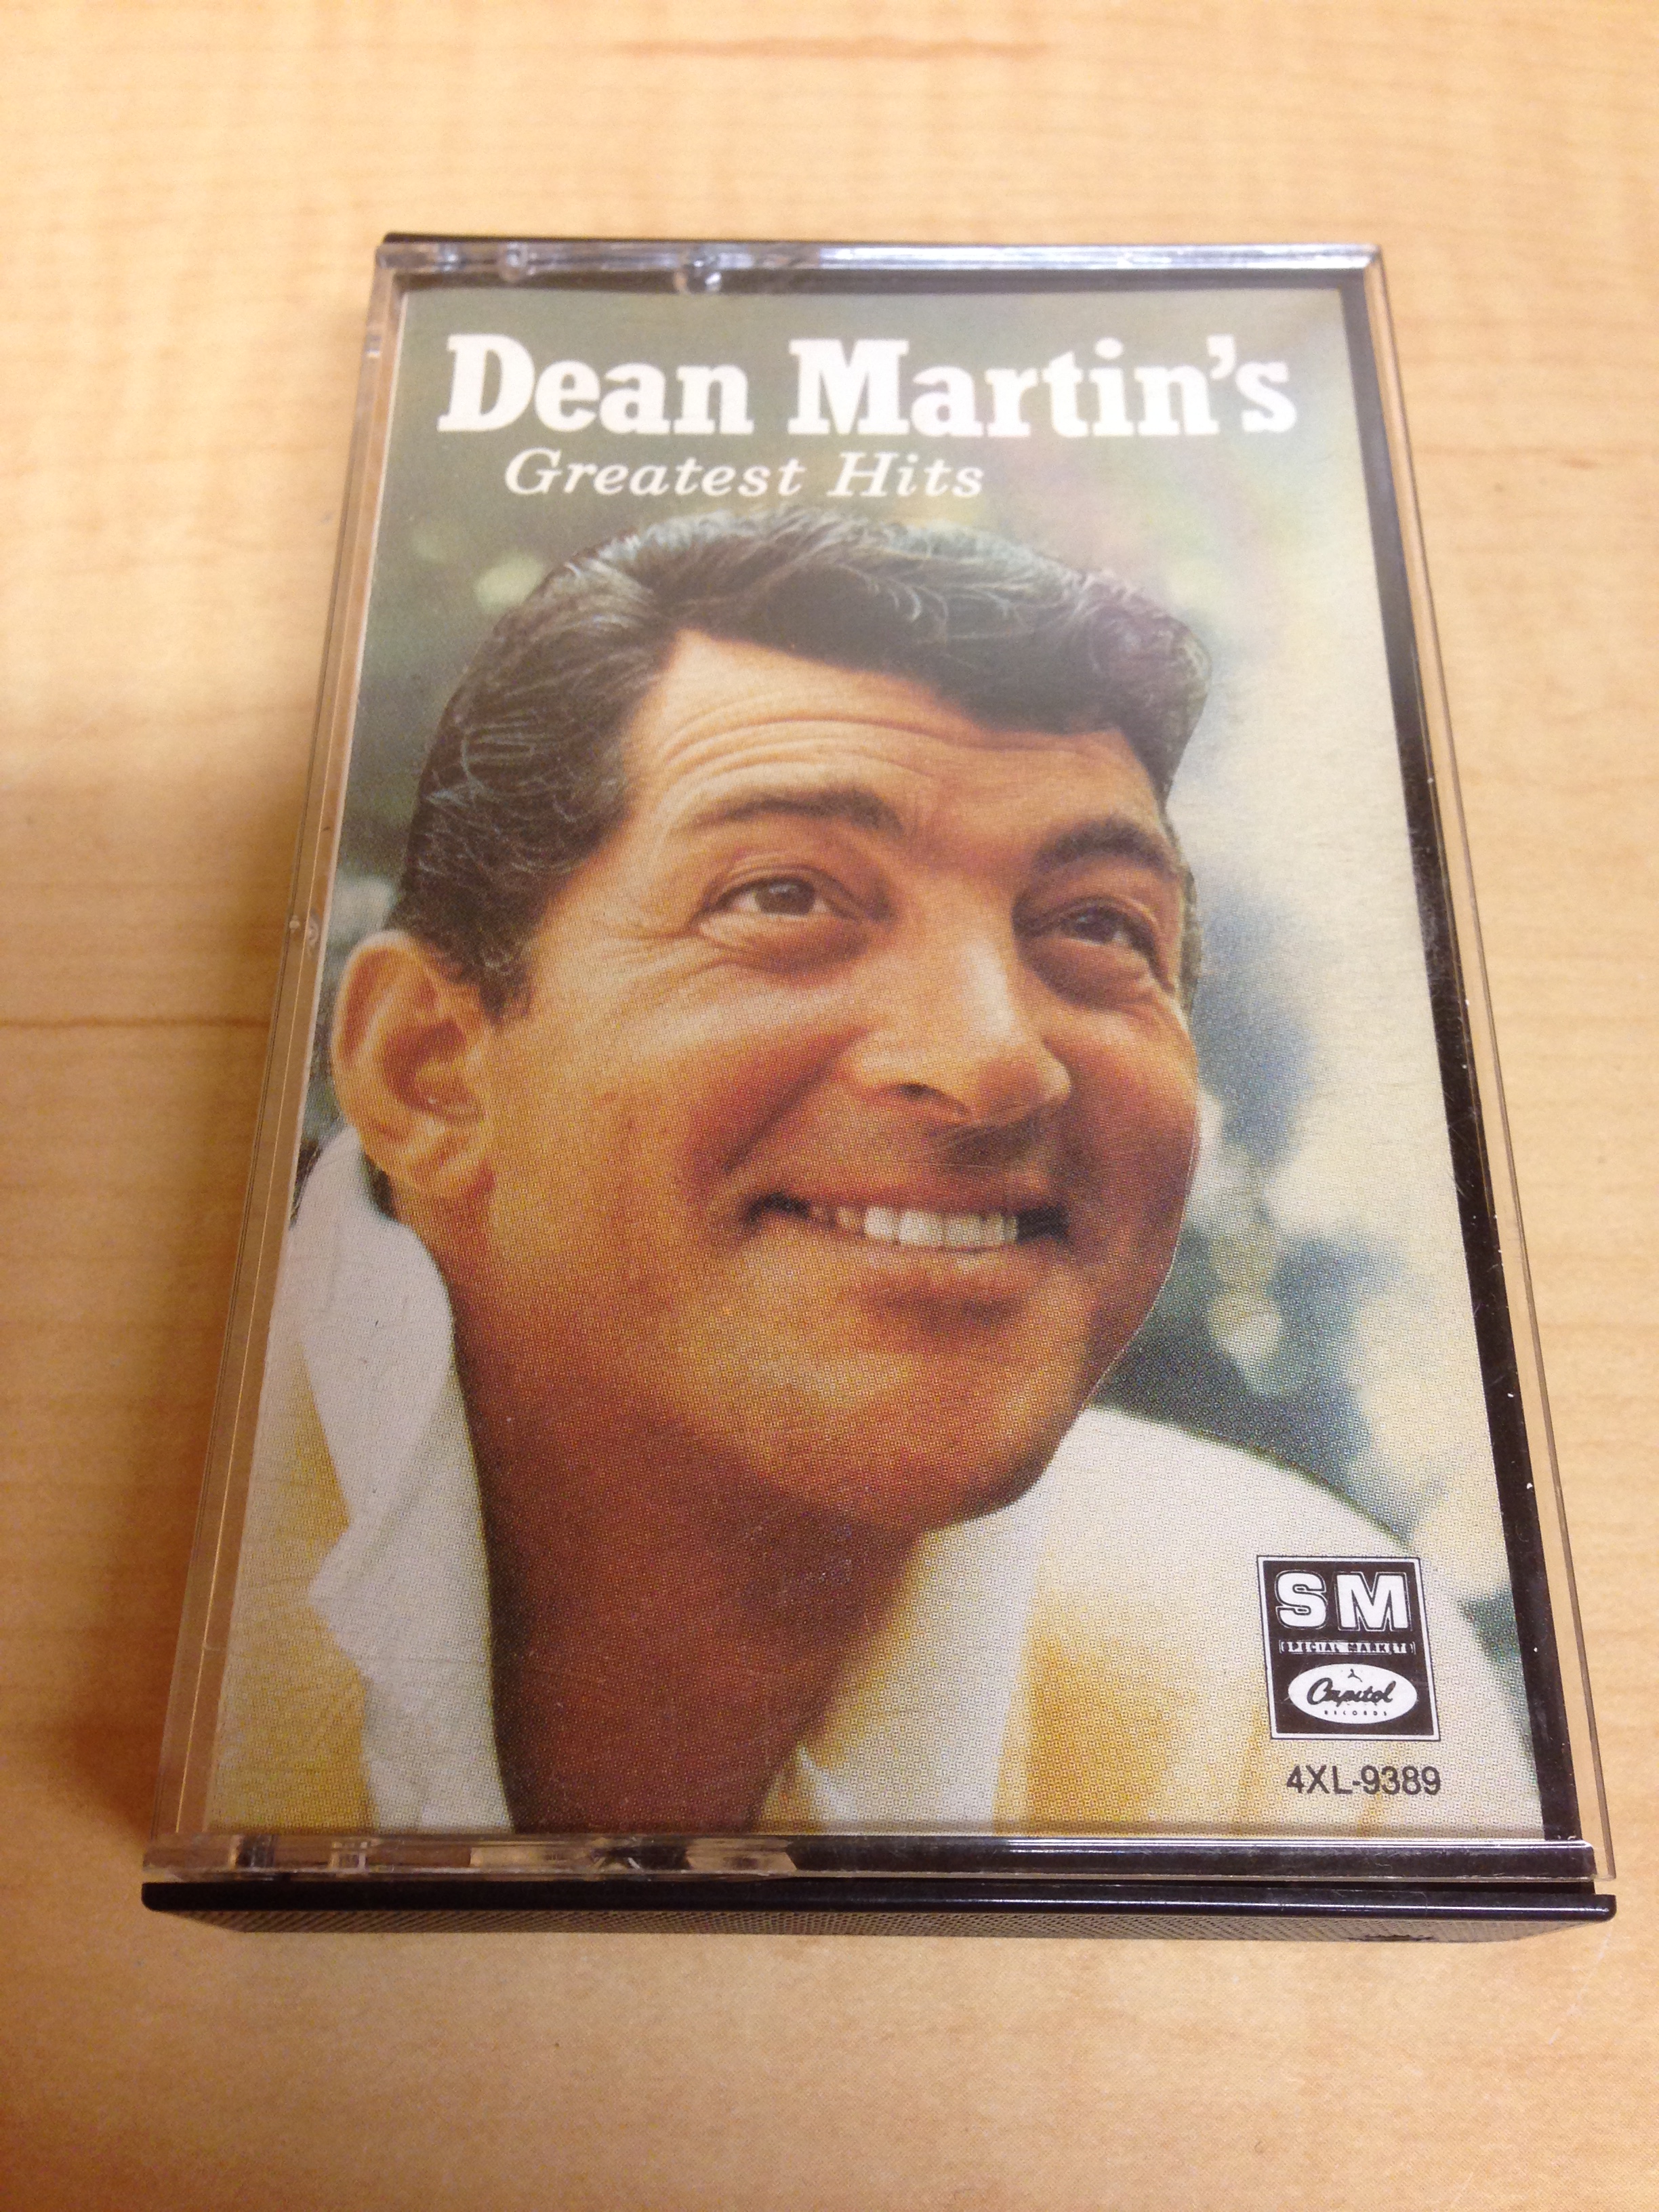 Dean Martin's
Greatest Hits
SM
SPECIAL MARKETS
Capitol
RECORDS
4XL-9389